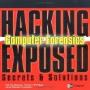 HACKING
Computer Forensics
EXPOSED
Secrets & Solutions